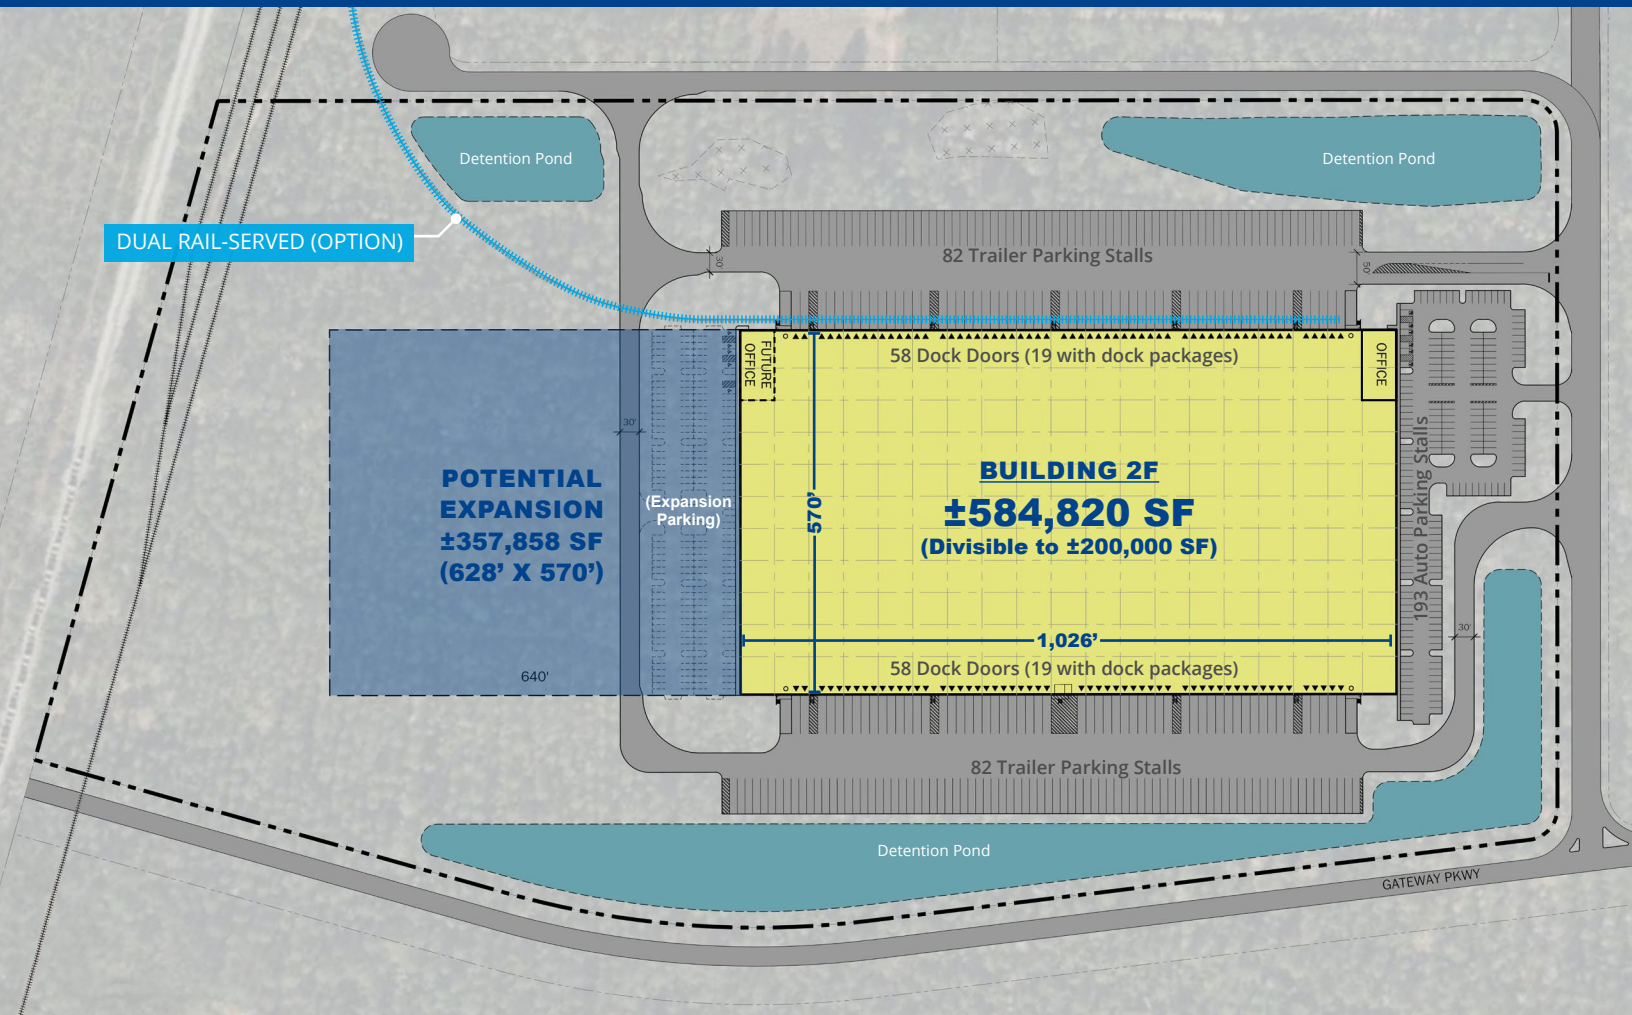 Detention Pond
Detention Pond
DUAL RAIL-SERVED (OPTION)
82 Trailer Parking Stalls
30'
50'
58 Dock Doors (19 with dock packages)
FUTURE
OFFICE
OFFICE
30'
POTENTIAL
EXPANSION
±357,858 SF
(628’ X 570’)
(Expansion
Parking)
570’
BUILDING 2F
±584,820 SF
(Divisible to ±200,000 SF)
193 Auto Parking Stalls
30'
1,026’
58 Dock Doors (19 with dock packages)
640'
82 Trailer Parking Stalls
Detention Pond
GATEWAY PKWY